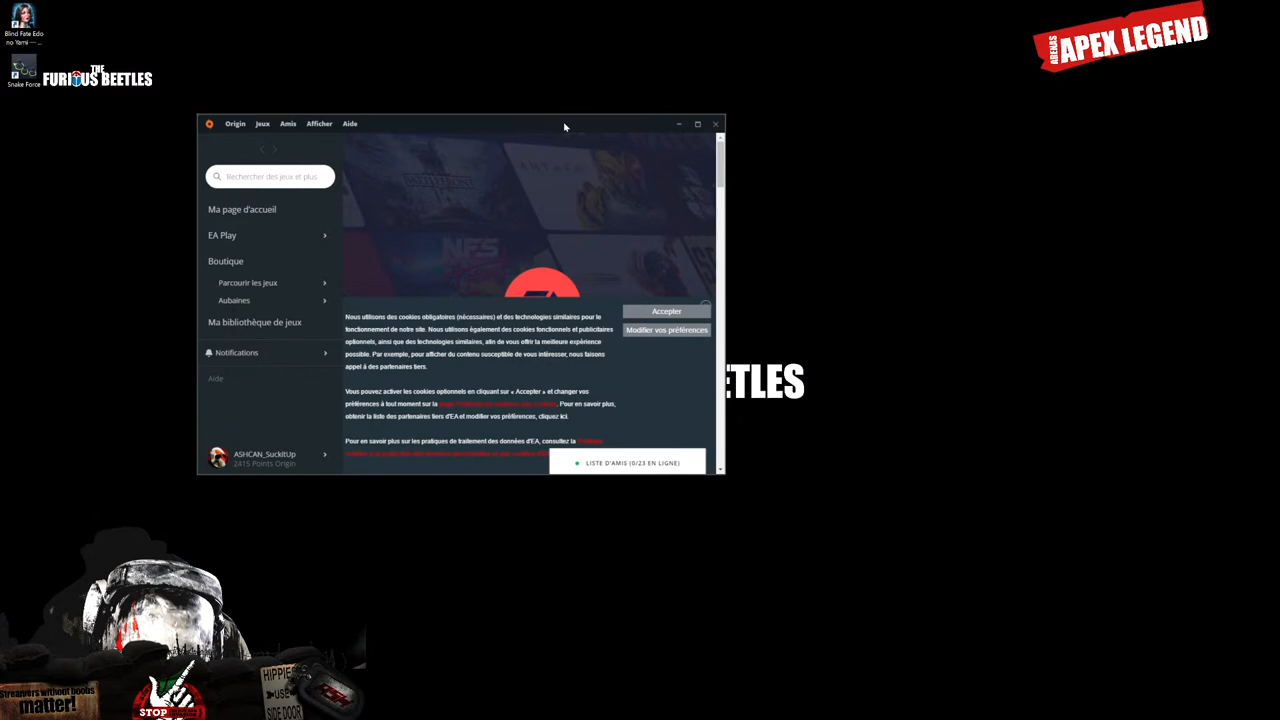 Blind Fate Edo
no Yami — ...
Snake Force
THE
FURIOUS BEETLES
ARENAS
APEX LEGEND
Origin Jeux Amis Afficher Aide
Rechercher des jeux et plus
Ma page d'accueil
EA Play
Boutique
Parcourir les jeux
Aubaines
Ma bibliothèque de jeux
Notifications
Aide
ASHCAN_SuckitUp
2415 Points Origin
NFS
Nous utilisons des cookies obligatoires (nécessaires) et des technologies similaires pour le
fonctionnement de notre site. Nous utilisons également des cookies fonctionnels et publicitaires
optionnels, ainsi que des technologies similaires, afin de vous offrir la meilleure expérience
possible. Par exemple, pour afficher du contenu susceptible de vous intéresser, nous faisons
appel à des partenaires tiers.
Accepter
Modifier vos préférences
Vous pouvez activer les cookies optionnels en cliquant sur « Accepter » et changer vos
préférences à tout moment sur la . Pour en savoir plus,
obtenir la liste des partenaires tiers d'EA et modifier vos préférences, cliquez ici.
Pour en savoir plus sur les pratiques de traitement des données d'EA, consultez la
LISTE D'AMIS (0/23 EN LIGNE)
ETLES
Streamers without boobs
matter!
STOP
HIPPIES
USE
SIDE DOOR